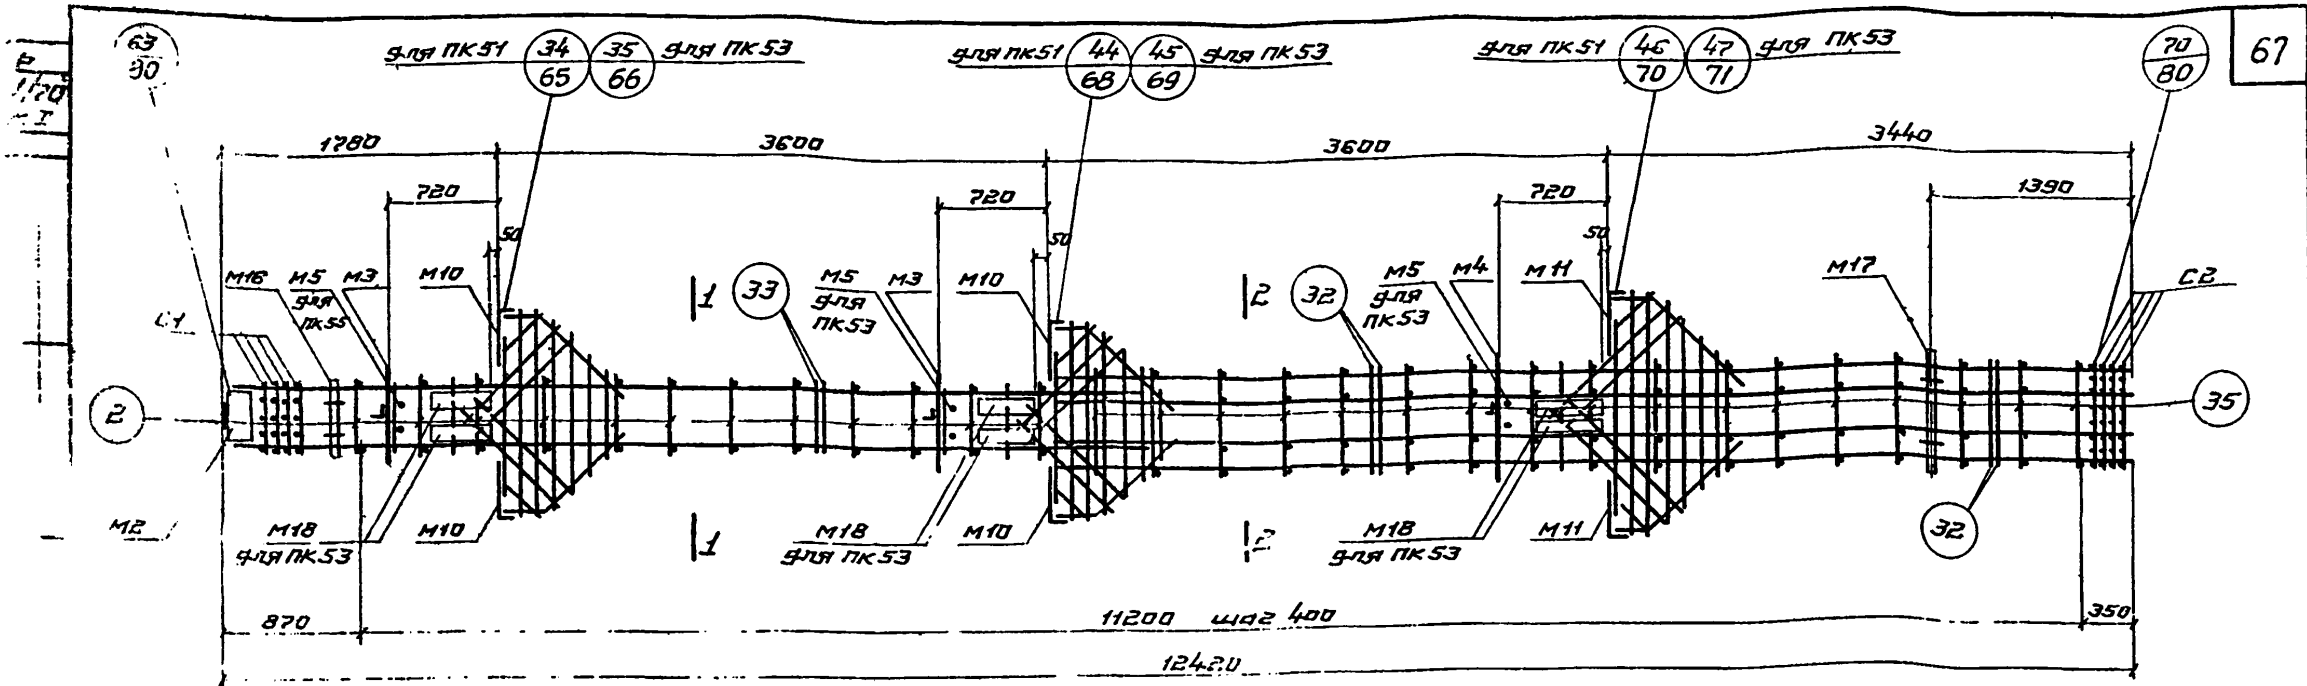 63
90
для ПК51 34 35 для ПК53
65 66
для ПК51 44 45 для ПК53
68 69
для ПК51 46 47 для ПК53
70 71
70
80
67
1/70
1780 3600 3600 3440
720 720 720 1390
50 50 50
М16 М5 М3 М10
для
ПК55
1 33
М5 М3 М10
для
ПК53
2 32
М5 М4 М11
для
ПК53
М17 С2
С1
2 35
М2
М18 М10
для ПК53
1
М18 М10
для ПК53
2
М18 М11
для ПК53
32
870 11200 шаг 400 350
12420